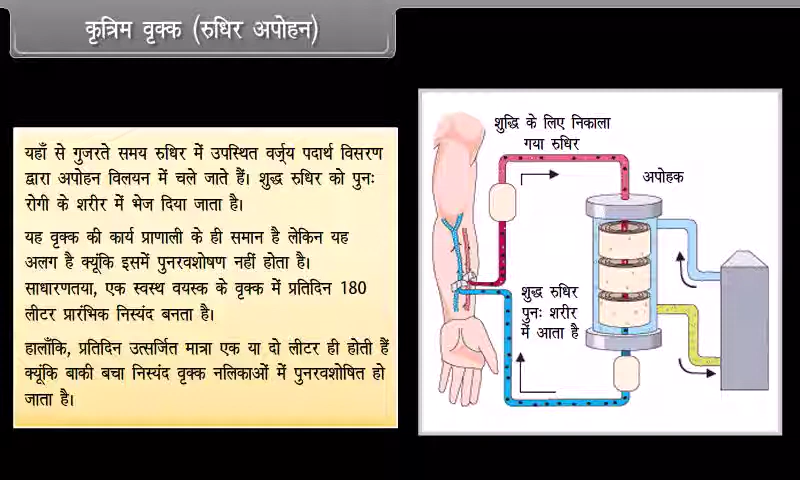 कृत्रिम वृक्क (रुधिर अपोहन)
यहाँ से गुजरते समय रुधिर में उपस्थित वर्ज्य पदार्थ विसरण
द्वारा अपोहन विलयन में चले जाते हैं। शुद्ध रुधिर को पुनः
रोगी के शरीर में भेज दिया जाता है।
यह वृक्क की कार्य प्राणाली के ही समान है लेकिन यह
अलग है क्यूंकि इसमें पुनरवशोषण नहीं होता है।
साधारणतया, एक स्वस्थ वयस्क के वृक्क में प्रतिदिन 180
लीटर प्रारंभिक निस्यंद बनता है।
हालाँकि, प्रतिदिन उत्सर्जित मात्रा एक या दो लीटर ही होती हैं
क्यूंकि बाकी बचा निस्यंद वृक्क नलिकाओं में पुनरवशोषित हो
जाता है।
शुद्धि के लिए निकाला
गया रुधिर
अपोहक
शुद्ध रुधिर
पुनः शरीर
में आता है